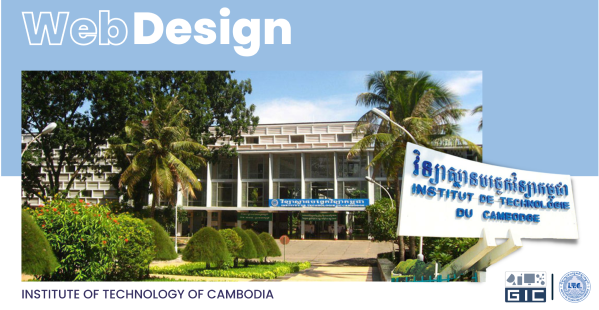 Web Design
វិទ្យាស្ថានបច្ចេកវិទ្យាកម្ពុជា
INSTITUT DE TECHNOLOGIE
DU CAMBODGE
INSTITUTE OF TECHNOLOGY OF CAMBODIA
GIC